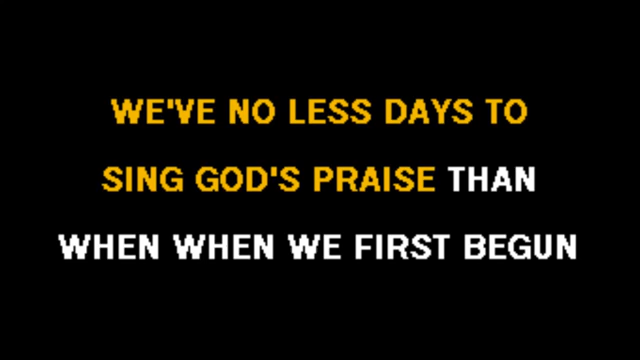 WE'VE NO LESS DAYS TO
SING GOD'S PRAISE THAN
WHEN WHEN WE FIRST BEGUN